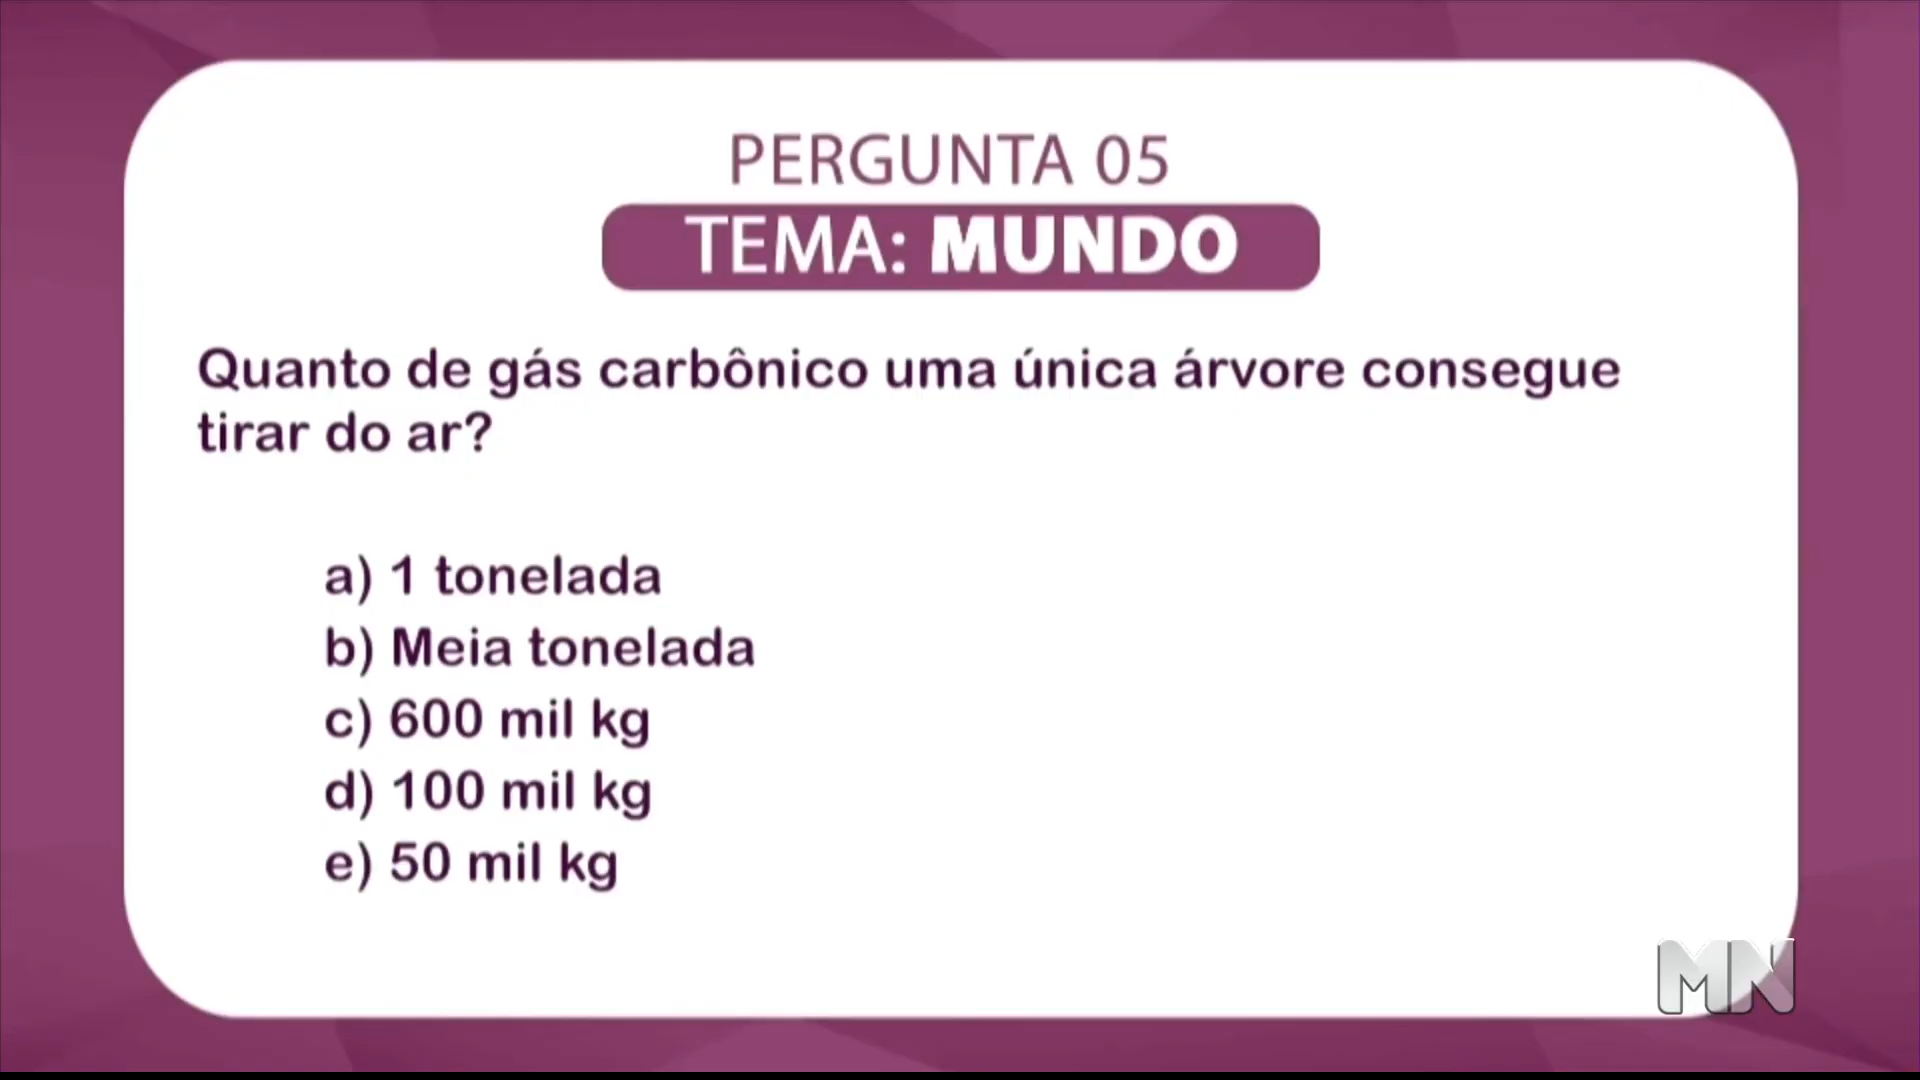 PERGUNTA 05
TEMA: MUNDO
Quanto de gás carbônico uma única árvore consegue
tirar do ar?
a) 1 tonelada
b) Meia tonelada
c) 600 mil kg
d) 100 mil kg
e) 50 mil kg
MN